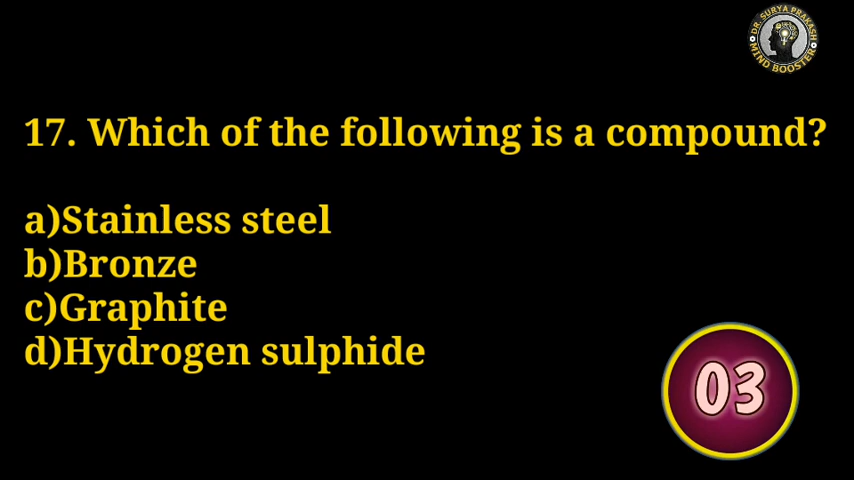 DR. SURYA PRAKASH
MIND BOOSTER
17. Which of the following is a compound?
a)Stainless steel
b)Bronze
c)Graphite
d)Hydrogen sulphide
03